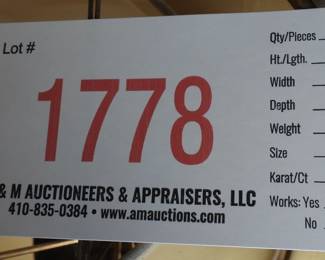 Lot #
1778
& M AUCTIONEERS & APPRAISERS, LLC
410-835-0384 • www.amauctions.com
Qty/Pieces
Ht./Lgth.
Width
Depth
Weight
Size
Karat/Ct
Works: Yes
No